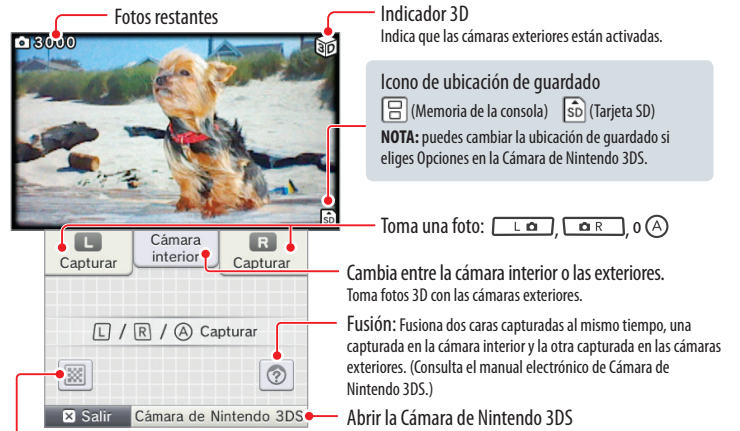 Fotos restantes
3000
3D
SD
L
Capturar
Cámara
interior
R
Capturar
L / R / A Capturar
?
X Salir
Cámara de Nintendo 3DS
Indicador 3D
Indica que las cámaras exteriores están activadas.
Icono de ubicación de guardado
(Memoria de la consola) SD (Tarjeta SD)
NOTA: puedes cambiar la ubicación de guardado si
eliges Opciones en la Cámara de Nintendo 3DS.
Toma una foto: L , R , o A
Cambia entre la cámara interior o las exteriores.
Toma fotos 3D con las cámaras exteriores.
Fusión: Fusiona dos caras capturadas al mismo tiempo, una
capturada en la cámara interior y la otra capturada en las cámaras
exteriores. (Consulta el manual electrónico de Cámara de
Nintendo 3DS.)
Abrir la Cámara de Nintendo 3DS